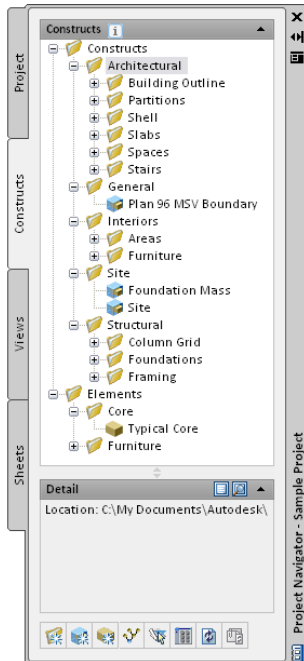 Constructs
Constructs
Architectural
Building Outline
Partitions
Shell
Slabs
Spaces
Stairs
General
Plan 96 MSV Boundary
Interiors
Areas
Furniture
Site
Foundation Mass
Site
Structural
Column Grid
Foundations
Framing
Elements
Core
Typical Core
Furniture
Detail
Location: C:\My Documents\Autodesk\
Project
Constructs
Views
Sheets
Project Navigator - Sample Project